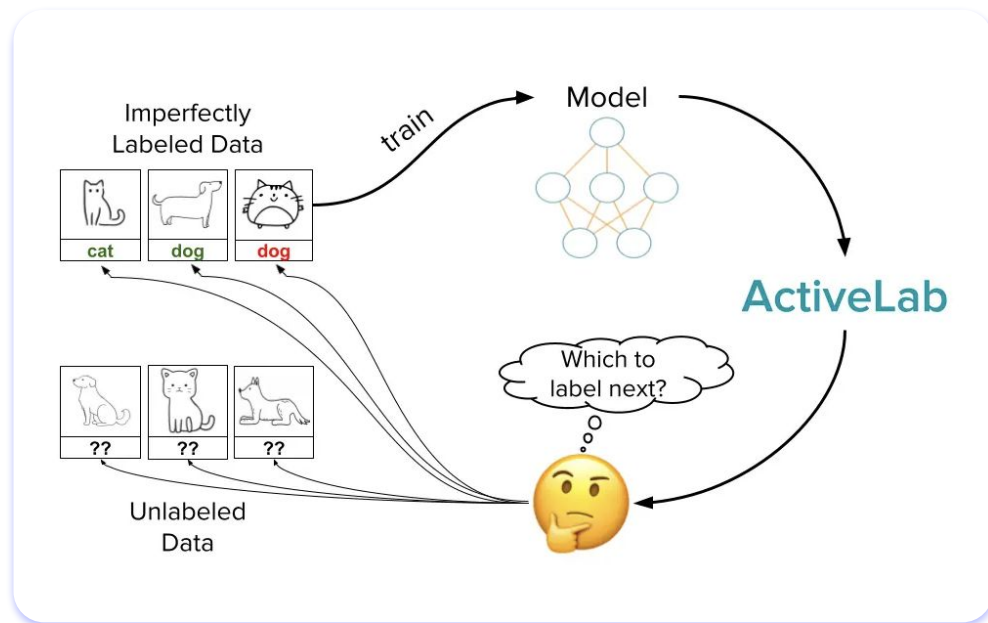 Imperfectly
Labeled Data
cat
dog
dog
train
Model
ActiveLab
Which to
label next?
??
??
??
Unlabeled
Data